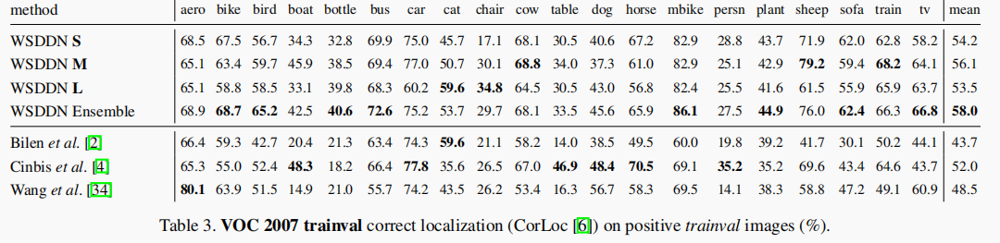 method aero bike bird boat bottle bus car cat chair cow table dog horse mbike persn plant sheep sofa train tv mean
WSDDN S 68.5 67.5 56.7 34.3 32.8 69.9 75.0 45.7 17.1 68.1 30.5 40.6 67.2 82.9 28.8 43.7 71.9 62.0 62.8 58.2 54.2
WSDDN M 65.1 63.4 59.7 45.9 38.5 69.4 77.0 50.7 30.1 68.8 34.0 37.3 61.0 82.9 25.1 42.9 79.2 59.4 68.2 64.1 56.1
WSDDN L 65.1 58.8 58.5 33.1 39.8 68.3 60.2 59.6 34.8 64.5 30.5 43.0 56.8 82.4 25.5 41.6 61.5 55.9 65.9 63.7 53.5
WSDDN Ensemble 68.9 68.7 65.2 42.5 40.6 72.6 75.2 53.7 29.7 68.1 33.5 45.6 65.9 86.1 27.5 44.9 76.0 62.4 66.3 66.8 58.0
Bilen et al. [2] 66.4 59.3 42.7 20.4 21.3 63.4 74.3 59.6 21.1 58.2 14.0 38.5 49.5 60.0 19.8 39.2 41.7 30.1 50.2 44.1 43.7
Cinbis et al. [4] 65.3 55.0 52.4 48.3 18.2 66.4 77.8 35.6 26.5 67.0 46.9 48.4 70.5 69.1 35.2 35.2 69.6 43.4 64.6 43.7 52.0
Wang et al. [34] 80.1 63.9 51.5 14.9 21.0 55.7 74.2 43.5 26.2 53.4 16.3 56.7 58.3 69.5 14.1 38.3 58.8 47.2 49.1 60.9 48.5
Table 3. VOC 2007 trainval correct localization (CorLoc [6]) on positive trainval images (%).